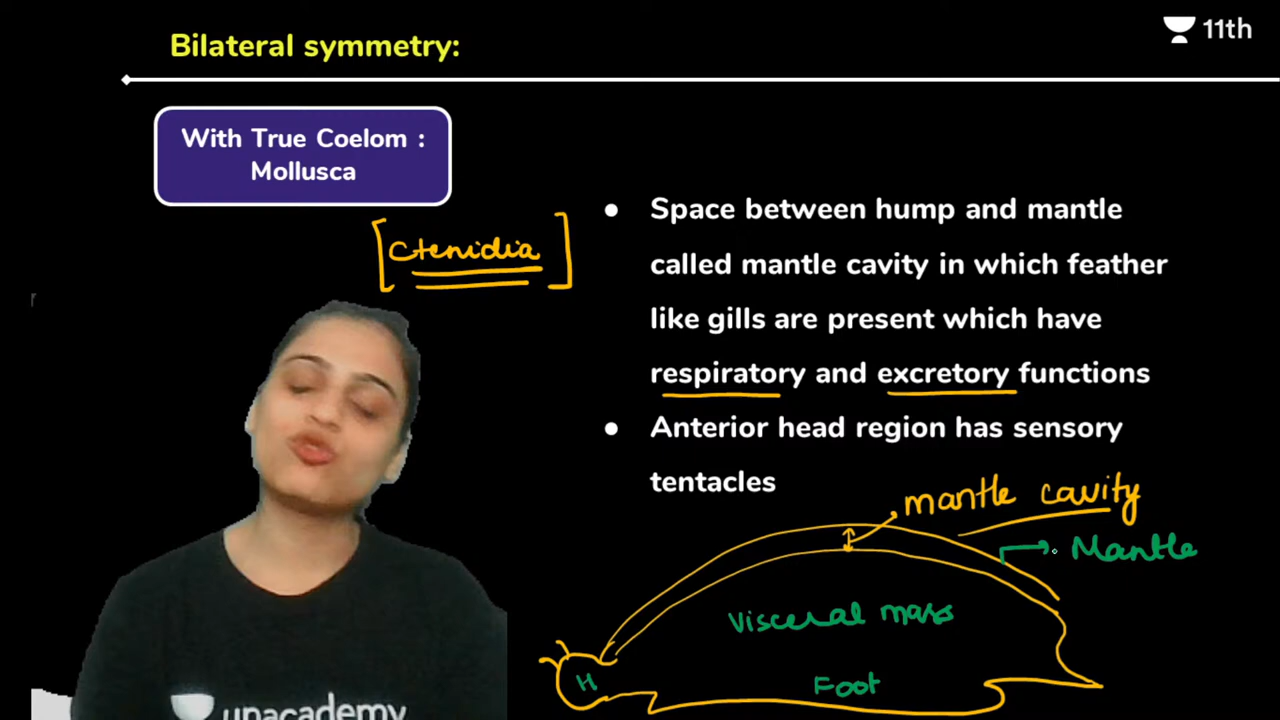 Bilateral symmetry:
11th
With True Coelom :
Mollusca
[Ctenidia]
• Space between hump and mantle
called mantle cavity in which feather
like gills are present which have
respiratory and excretory functions
• Anterior head region has sensory
tentacles
mantle cavity
Mantle
Visceral mass
H
Foot
unacademy